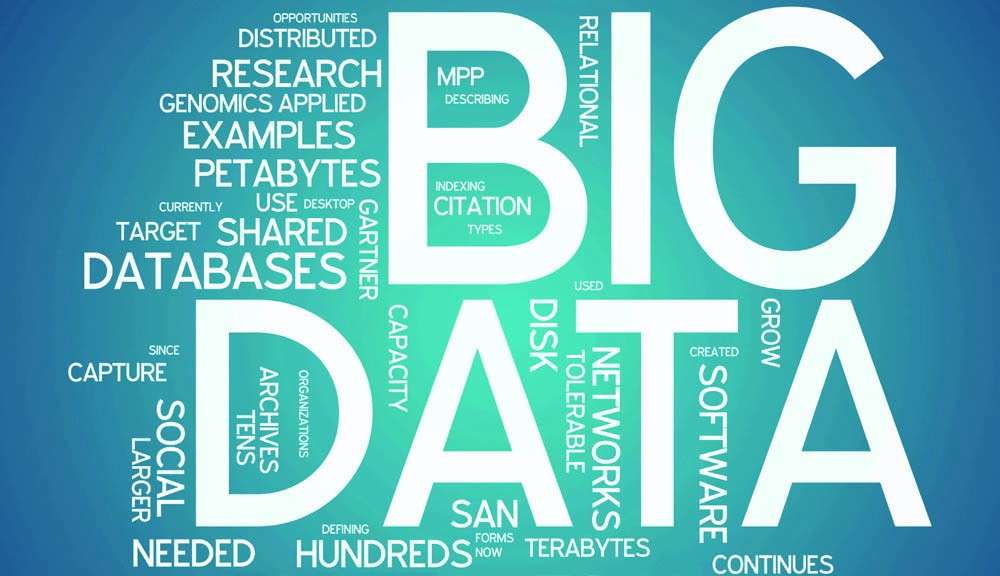 OPPORTUNITIES
DISTRIBUTED
RESEARCH
GENOMICS APPLIED
EXAMPLES
PETABYTES
CURRENTLY
USE
DESKTOP
TARGET
SHARED
DATABASES
GARTNER
BIG
MPP
DESCRIBING
INDEXING
CITATION
TYPES
RELATIONAL
USED
DATA
SINCE
CAPTURE
SOCIAL
LARGER
ARCHIVES
TENS
ORGANIZATIONS
CAPACITY
DISK
TOLERABLE
NETWORKS
CREATED
SOFTWARE
GROW
NEEDED
DEFINING
HUNDREDS
SAN
FORMS
NOW
TERABYTES
CONTINUES